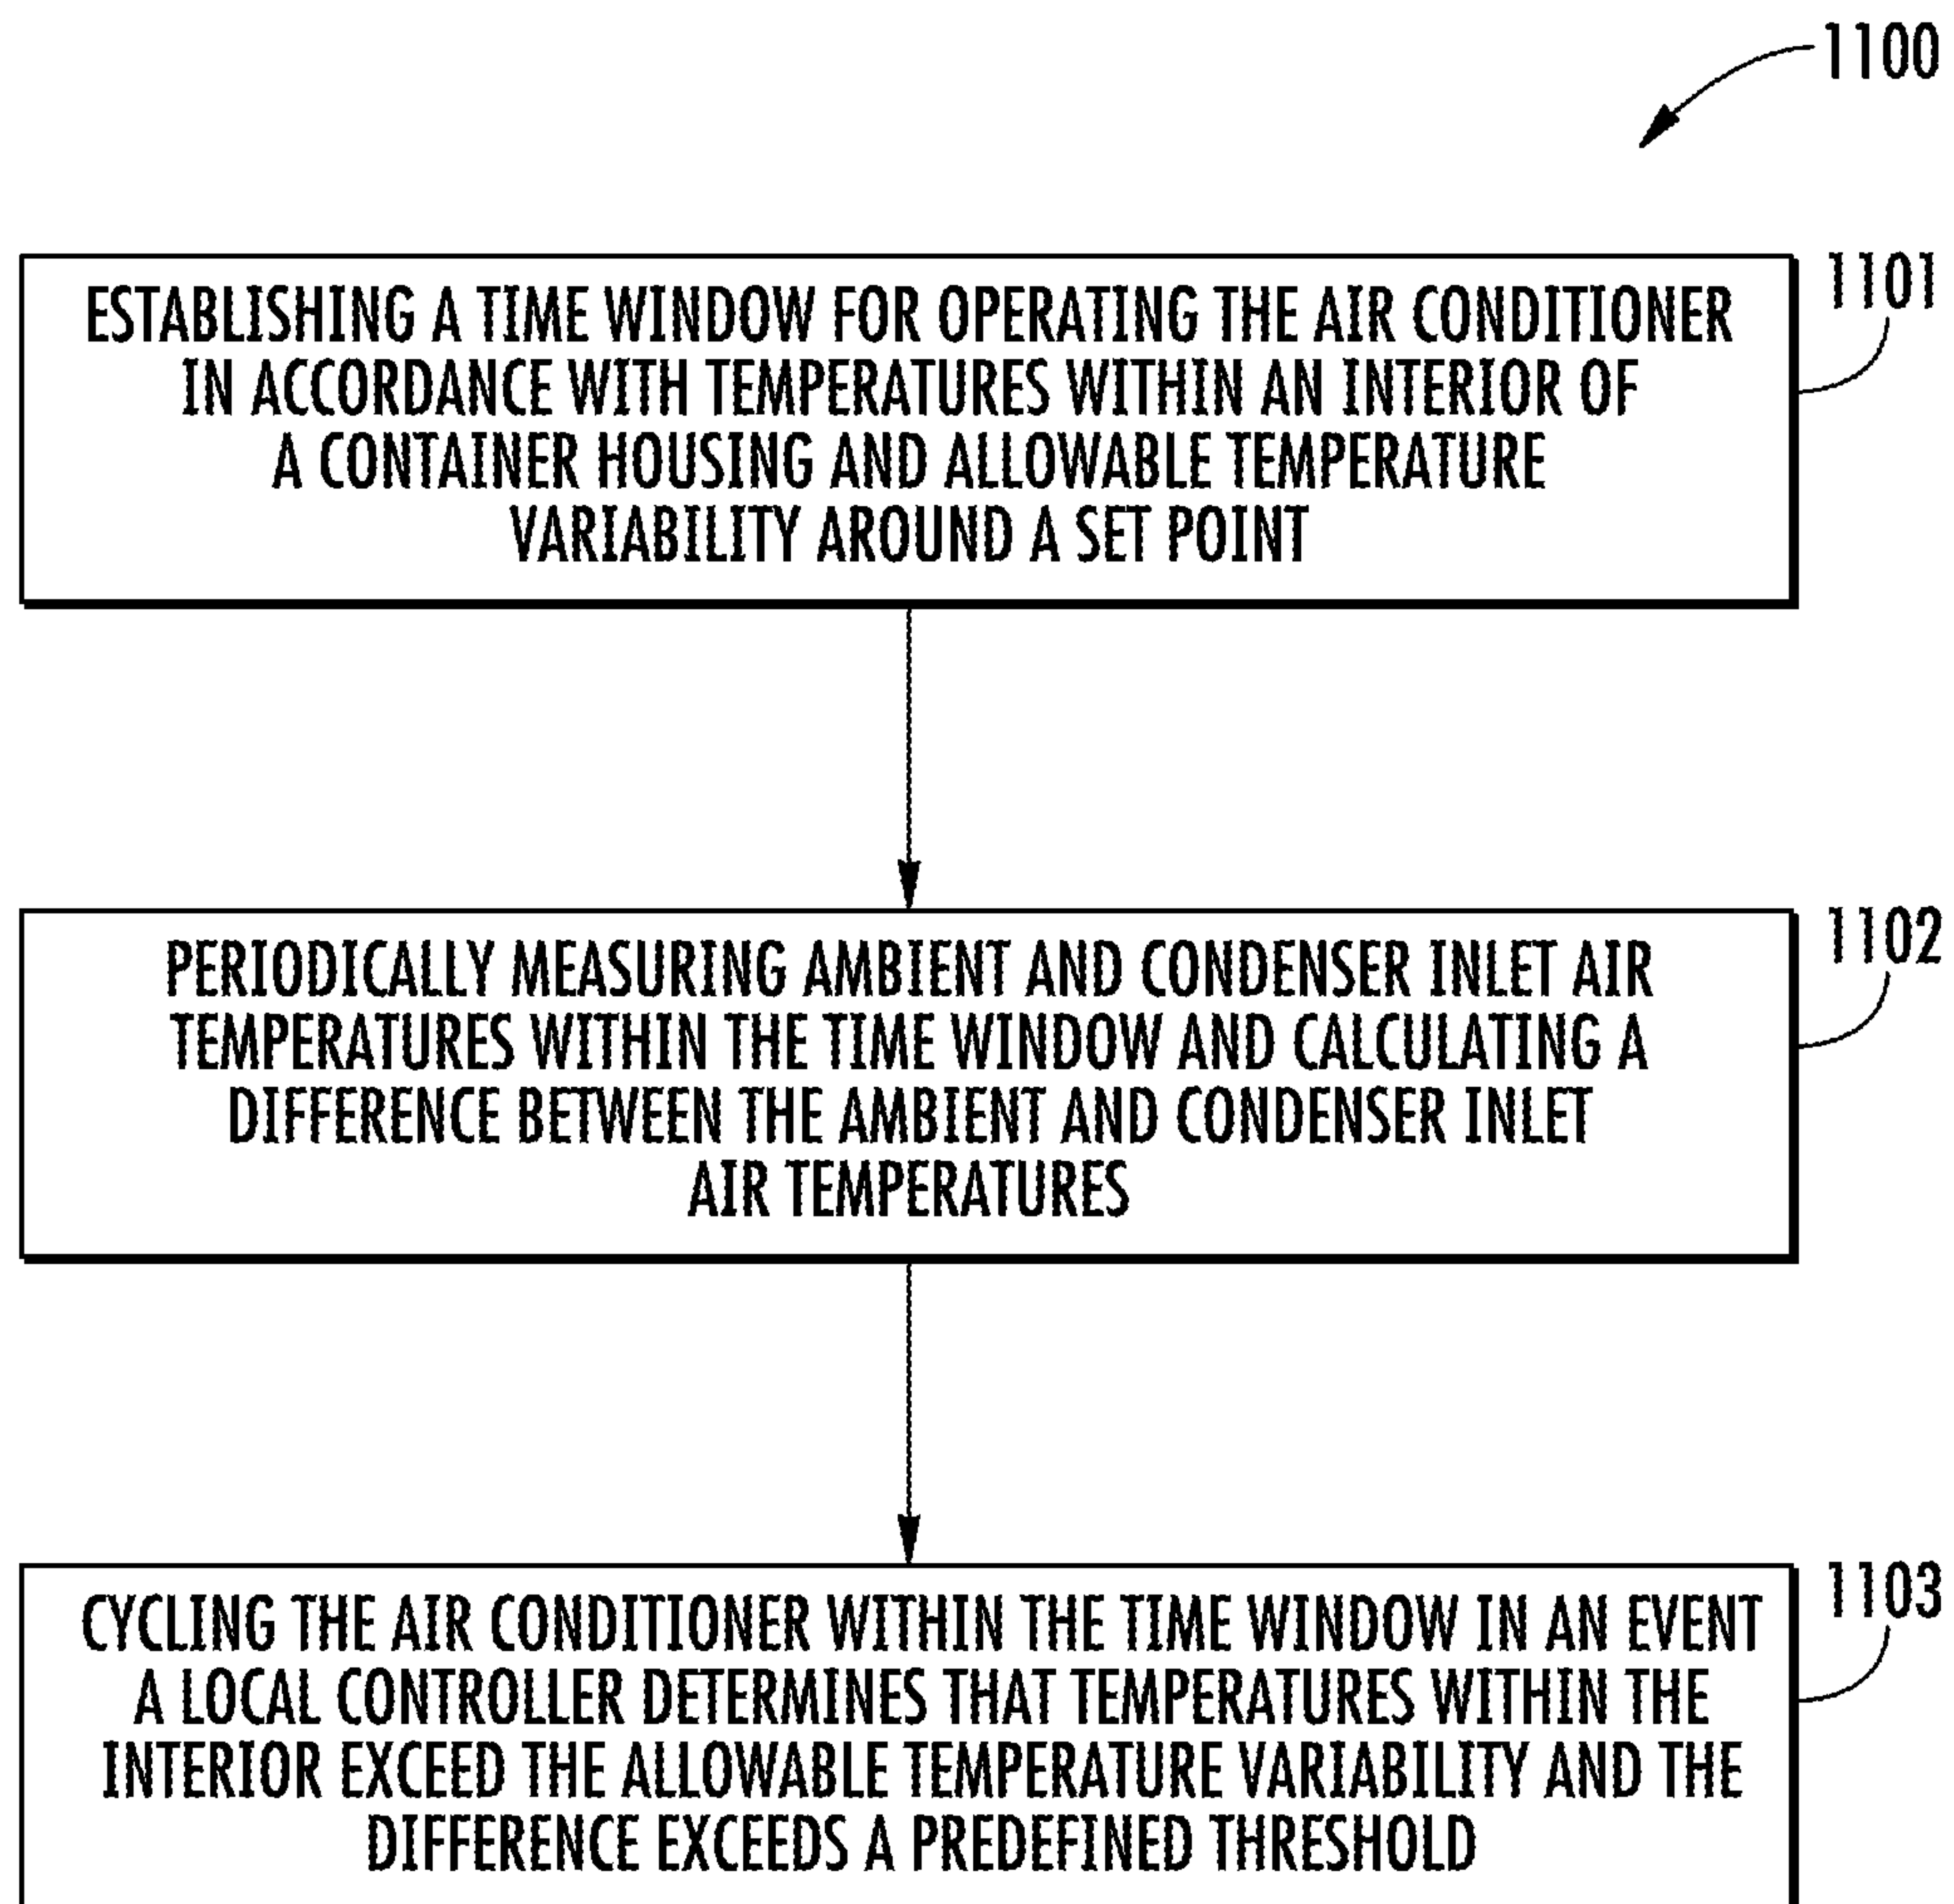 1100
1101
ESTABLISHING A TIME WINDOW FOR OPERATING THE AIR CONDITIONER
IN ACCORDANCE WITH TEMPERATURES WITHIN AN INTERIOR OF
A CONTAINER HOUSING AND ALLOWABLE TEMPERATURE
VARIABILITY AROUND A SET POINT
1102
PERIODICALLY MEASURING AMBIENT AND CONDENSER INLET AIR
TEMPERATURES WITHIN THE TIME WINDOW AND CALCULATING A
DIFFERENCE BETWEEN THE AMBIENT AND CONDENSER INLET
AIR TEMPERATURES
1103
CYCLING THE AIR CONDITIONER WITHIN THE TIME WINDOW IN AN EVENT
A LOCAL CONTROLLER DETERMINES THAT TEMPERATURES WITHIN THE
INTERIOR EXCEED THE ALLOWABLE TEMPERATURE VARIABILITY AND THE
DIFFERENCE EXCEEDS A PREDEFINED THRESHOLD